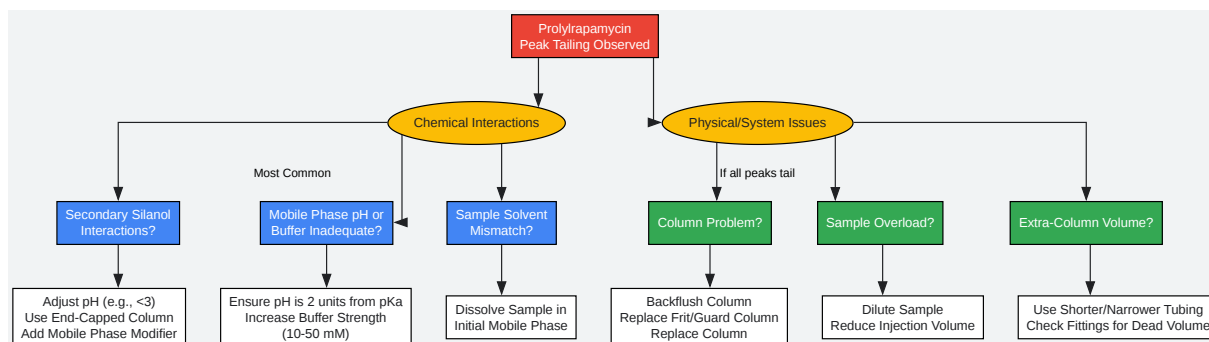 Prolylrapamycin
Peak Tailing Observed
Chemical Interactions
Physical/System Issues
Most Common
If all peaks tail
Secondary Silanol
Interactions?
Mobile Phase pH or
Buffer Inadequate?
Sample Solvent
Mismatch?
Column Problem?
Sample Overload?
Extra-Column Volume?
Adjust pH (e.g., <3)
Use End-Capped Column
Add Mobile Phase Modifier
Ensure pH is 2 units from pKa
Increase Buffer Strength
(10-50 mM)
Dissolve Sample in
Initial Mobile Phase
Backflush Column
Replace Frit/Guard Column
Replace Column
Dilute Sample
Reduce Injection Volume
Use Shorter/Narrower Tubing
Check Fittings for Dead Volume